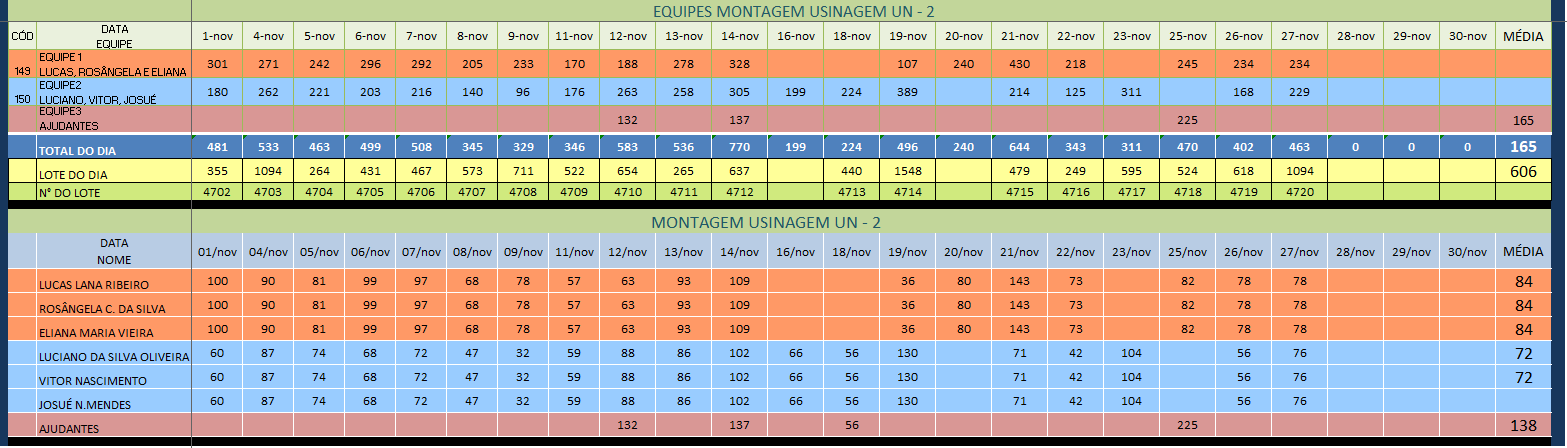 EQUIPES MONTAGEM USINAGEM UN - 2
CÓD DATA EQUIPE 1-nov 4-nov 5-nov 6-nov 7-nov 8-nov 9-nov 11-nov 12-nov 13-nov 14-nov 16-nov 18-nov 19-nov 20-nov 21-nov 22-nov 23-nov 25-nov 26-nov 27-nov 28-nov 29-nov 30-nov MÉDIA
EQUIPE 1
149 LUCAS, ROSÂNGELA E ELIANA 301 271 242 296 292 205 233 170 188 278 328 107 240 430 218 245 234 234
EQUIPE2
150 LUCIANO, VITOR, JOSUÉ 180 262 221 203 216 140 96 176 263 258 305 199 224 389 214 125 311 168 229
EQUIPE3
AJUDANTES 132 137 225 165
TOTAL DO DIA 481 533 463 499 508 345 329 346 583 536 770 199 224 496 240 644 343 311 470 402 463 0 0 0 165
LOTE DO DIA 355 1094 264 431 467 573 711 522 654 265 637 440 1548 479 249 595 524 618 1094 606
N° DO LOTE 4702 4703 4704 4705 4706 4707 4708 4709 4710 4711 4712 4713 4714 4715 4716 4717 4718 4719 4720
MONTAGEM USINAGEM UN - 2
DATA NOME 01/nov 04/nov 05/nov 06/nov 07/nov 08/nov 09/nov 11/nov 12/nov 13/nov 14/nov 16/nov 18/nov 19/nov 20/nov 21/nov 22/nov 23/nov 25/nov 26/nov 27/nov 28/nov 29/nov 30/nov MÉDIA
LUCAS LANA RIBEIRO 100 90 81 99 97 68 78 57 63 93 109 36 80 143 73 82 78 78 84
ROSÂNGELA C. DA SILVA 100 90 81 99 97 68 78 57 63 93 109 36 80 143 73 82 78 78 84
ELIANA MARIA VIEIRA 100 90 81 99 97 68 78 57 63 93 109 36 80 143 73 82 78 78 84
LUCIANO DA SILVA OLIVEIRA 60 87 74 68 72 47 32 59 88 86 102 66 56 130 71 42 104 56 76 72
VITOR NASCIMENTO 60 87 74 68 72 47 32 59 88 86 102 66 56 130 71 42 104 56 76 72
JOSUÉ N.MENDES 60 87 74 68 72 47 32 59 88 86 102 66 56 130 71 42 104 56 76
AJUDANTES 132 137 56 225 138